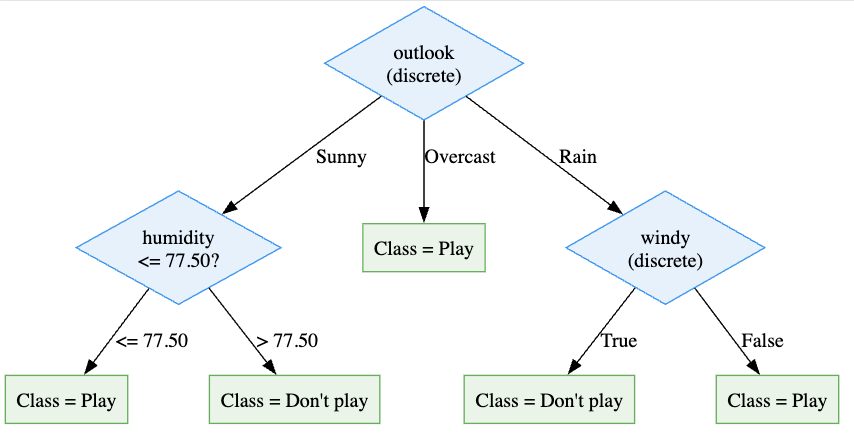 outlook
(discrete)
Sunny
Overcast
Rain
humidity
<= 77.50?
Class = Play
windy
(discrete)
<= 77.50
> 77.50
True
False
Class = Play
Class = Don't play
Class = Don't play
Class = Play